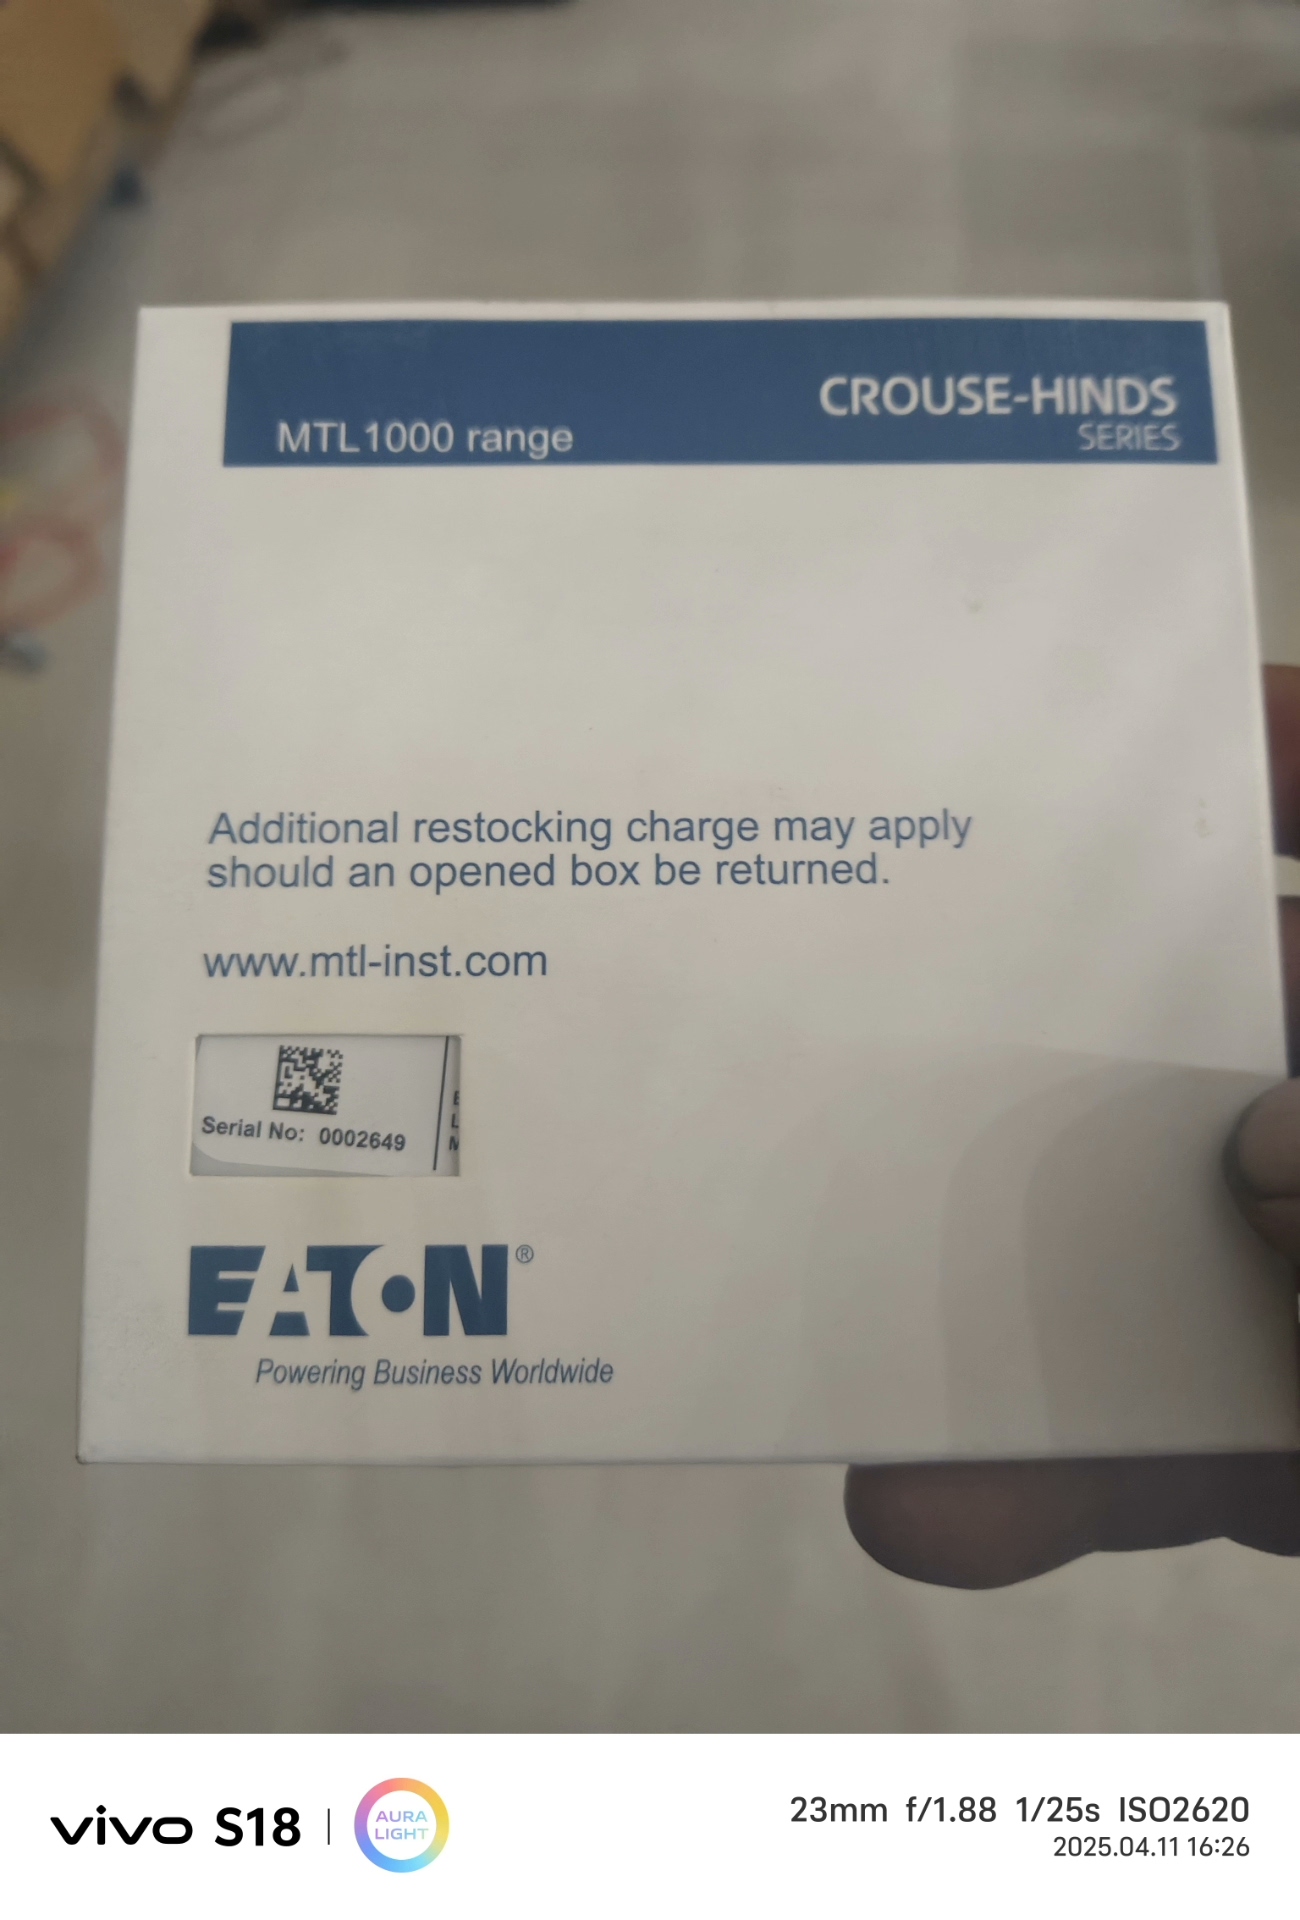 CROUSE-HINDS
SERIES
MTL1000 range
Additional restocking charge may apply
should an opened box be returned.
www.mtl-inst.com
Serial No: 0002649
L
EATON®
Powering Business Worldwide
vivo S18
AURA
LIGHT
23mm f/1.88 1/25s ISO2620
2025.04.11 16:26